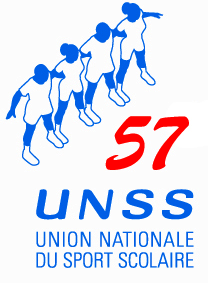 57
UNSS
UNION NATIONALE
DU SPORT SCOLAIRE